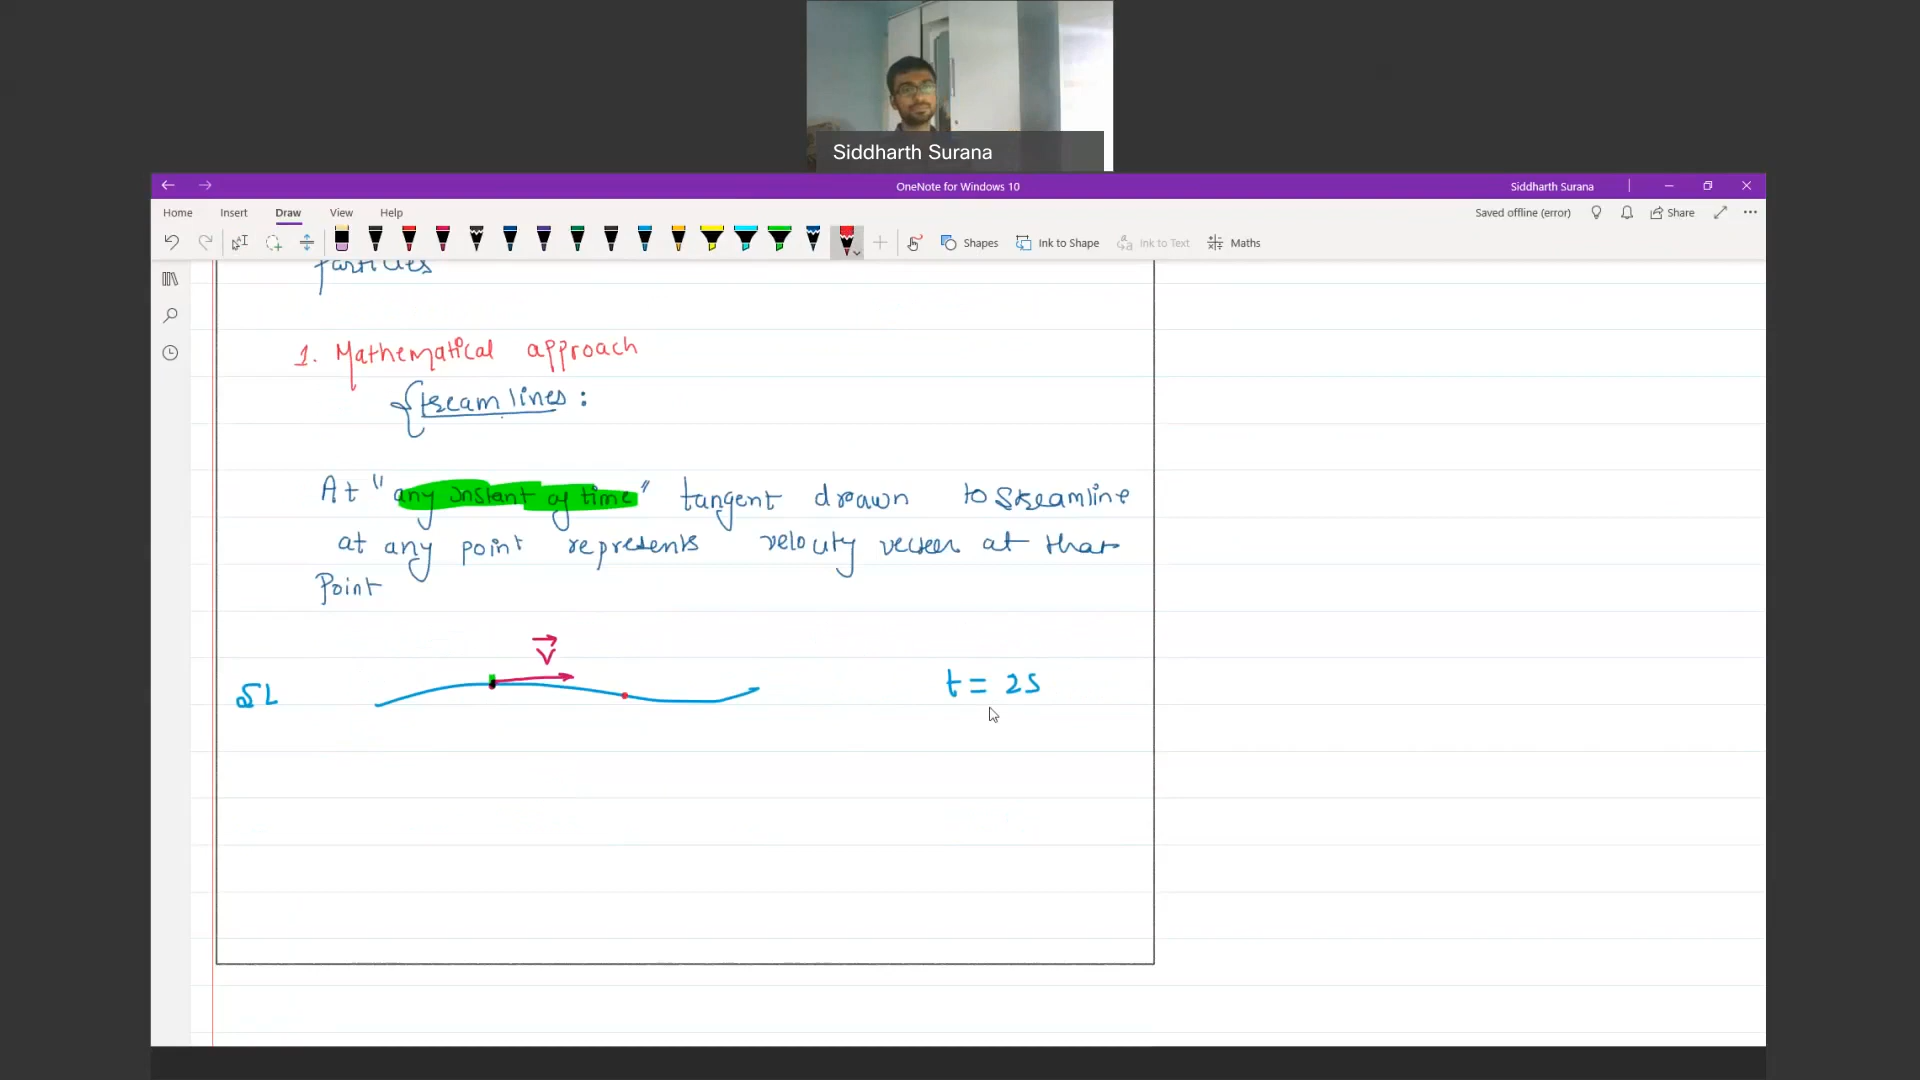 Siddharth Surana
OneNote for Windows 10
Siddharth Surana
Home Insert Draw View Help
Saved offline (error)
Share
Shapes
Ink to Shape
Ink to Text
Maths
particles
1. Mathematical approach
Streamlines :
At "any instant of time" tangent drawn to streamline
at any point represents velocity vector at that
Point
V
SL
t = 2s